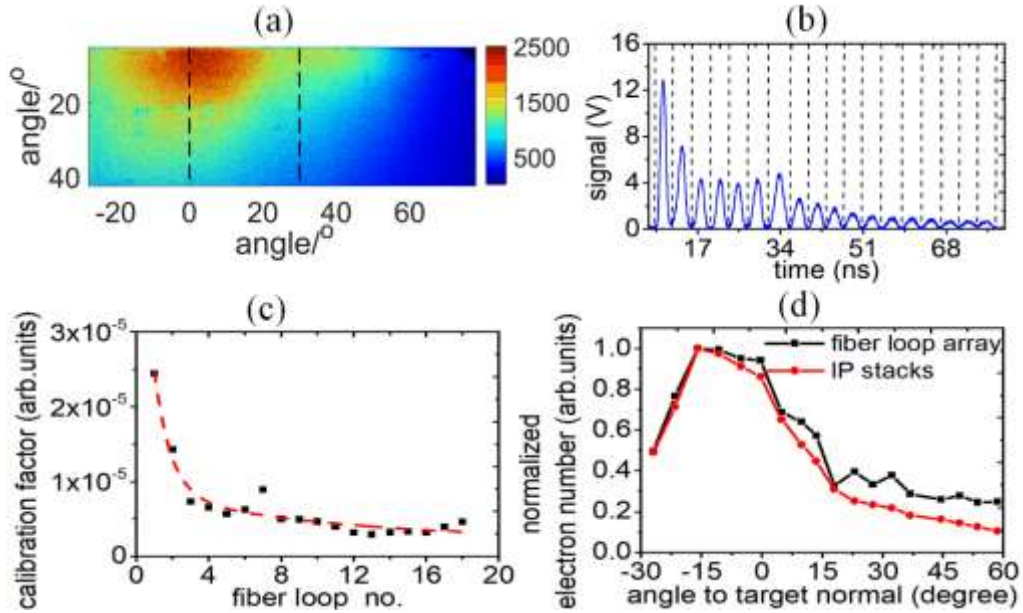 (a)
angle/°
20
40
-20 0 20 40 60
angle/°
2500
1500
500
(b)
signal (V)
16
12
8
4
0
17 34 51 68
time (ns)
(c)
calibration factor (arb.units)
3x10⁻⁵
2x10⁻⁵
1x10⁻⁵
0
0 4 8 12 16 20
fiber loop no.
(d)
normalized
electron number (arb.units)
1.0
0.8
0.6
0.4
0.2
0.0
fiber loop array
IP stacks
-30 -15 0 15 30 45 60
angle to target normal (degree)